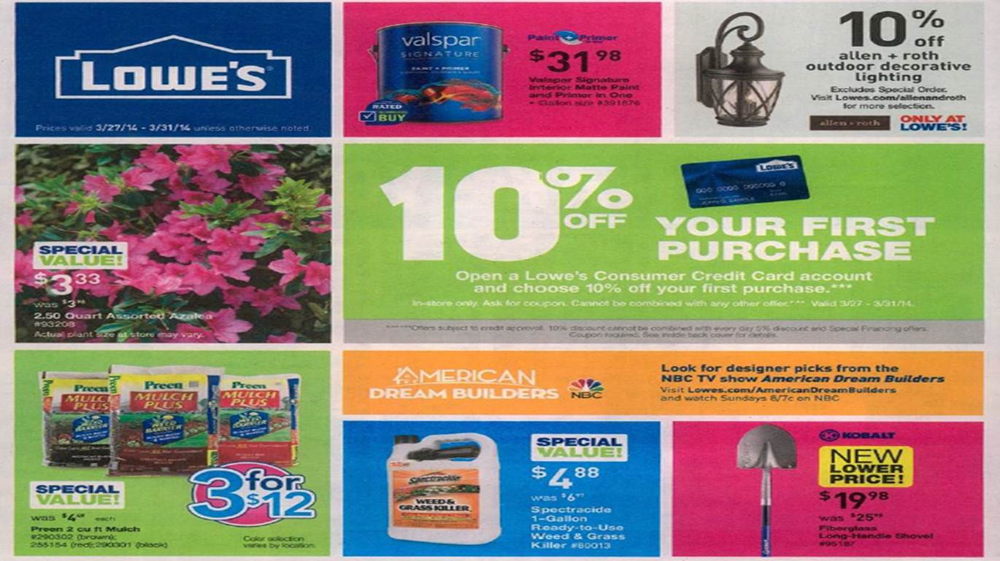 LOWE'S
Prices valid 3/27/14 - 3/31/14 unless otherwise noted.
valspar
SIGNATURE
PAINT + PRIMER
RATED
BUY
Paint + Primer
$31 98
Valspar Signature
Interior Matte Paint
and Primer in One
• Gallon size #391876
10% off
allen + roth
outdoor decorative
lighting
Excludes Special Order.
Visit Lowes.com/allenandroth
for more selection.
allen + roth
ONLY AT
LOWE'S!
SPECIAL
VALUE!
$3 33
was $3 98
2.50 Quart Assorted Azalea
#93208
Actual plant size at store may vary.
10% OFF
LOWE'S
YOUR FIRST
PURCHASE
Open a Lowe's Consumer Credit Card account
and choose 10% off your first purchase.***
In-store only. Ask for coupon. Cannot be combined with any other offer.*** Valid 3/27 - 3/31/14.
Offers subject to credit approval. 10% discount cannot be combined with every day 5% discount and Special Financing offers.
Coupon required. See inside back cover for details.
Preen
MULCH
PLUS
WEED
BARRIER
Preen
MULCH
PLUS
WEED
BARRIER
Preen
MULCH
PLUS
WEED
BARRIER
SPECIAL
VALUE!
3 for $12
was $4 49 each
Preen 2 cu ft Mulch
#290302 (brown);
255154 (red);290301 (black)
Color selection
varies by location.
AMERICAN
DREAM BUILDERS
NBC
Look for designer picks from the
NBC TV show American Dream Builders
Visit Lowes.com/AmericanDreamBuilders
and watch Sundays 8/7c on NBC
Spectracide
WEED &
GRASS KILLER
SPECIAL
VALUE!
$4 88
was $6 97
Spectracide
1-Gallon
Ready-to-Use
Weed & Grass
Killer #60013
KOBALT
NEW
LOWER
PRICE!
$19 98
was $25 98
Fiberglass
Long-Handle Shovel
#95187